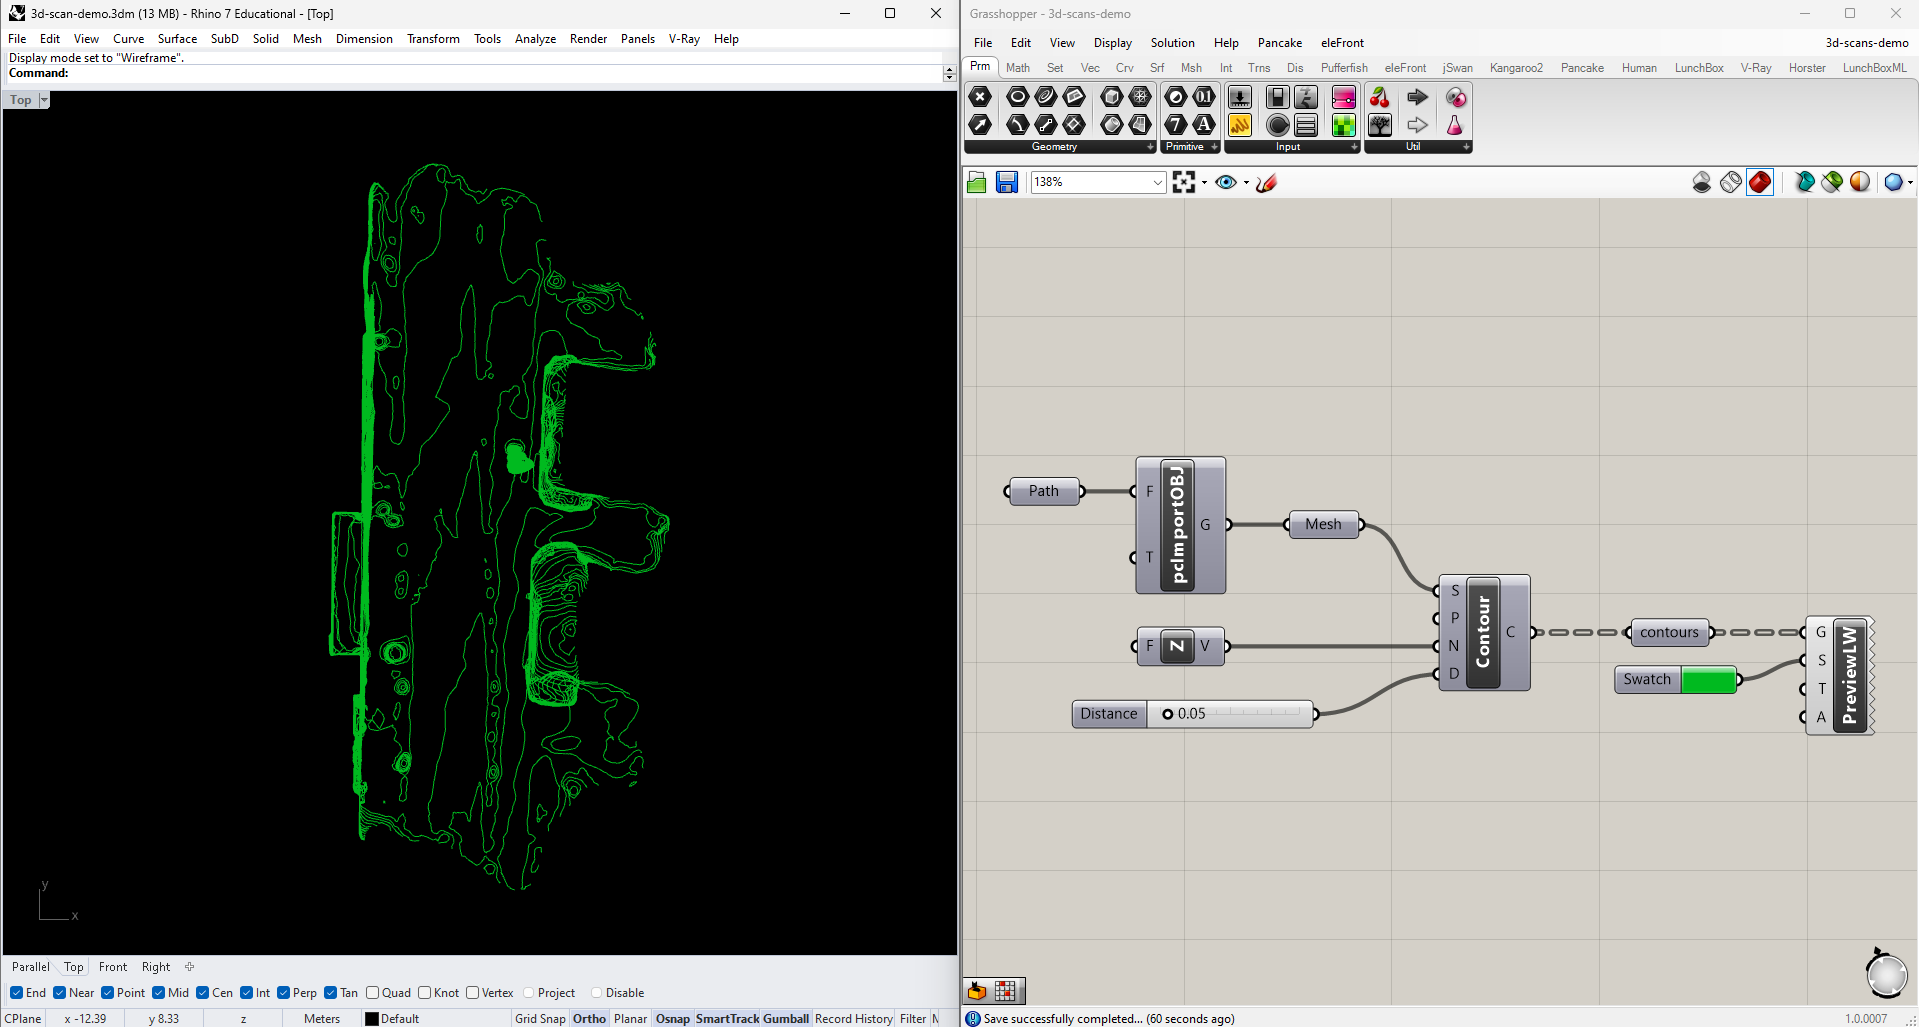 3d-scan-demo.3dm (13 MB) - Rhino 7 Educational - [Top]
File Edit View Curve Surface SubD Solid Mesh Dimension Transform Tools Analyze Render Panels V-Ray Help
Display mode set to "Wireframe".
Command:
Top
y
x
Parallel Top Front Right
End Near Point Mid Cen Int Perp Tan Quad Knot Vertex Project Disable
CPlane x -12.39 y 8.33 z Meters Default Grid Snap Ortho Planar Osnap SmartTrack Gumball Record History Filter
Grasshopper - 3d-scans-demo
File Edit View Display Solution Help Pancake eleFront 3d-scans-demo
Prm Math Set Vec Crv Srf Msh Int Trns Dis Pufferfish eleFront jSwan Kangaroo2 Pancake Human LunchBox V-Ray Horster LunchBoxML
0.1
7 A
Geometry Primitive Input Util
138%
Path
F
T
pcImportOBJ
G
Mesh
F Z V
Distance 0.05
S
P
N
D
Contour
C
contours
Swatch
G
S
T
A
PreviewLW
Save successfully completed... (60 seconds ago)
1.0.0007